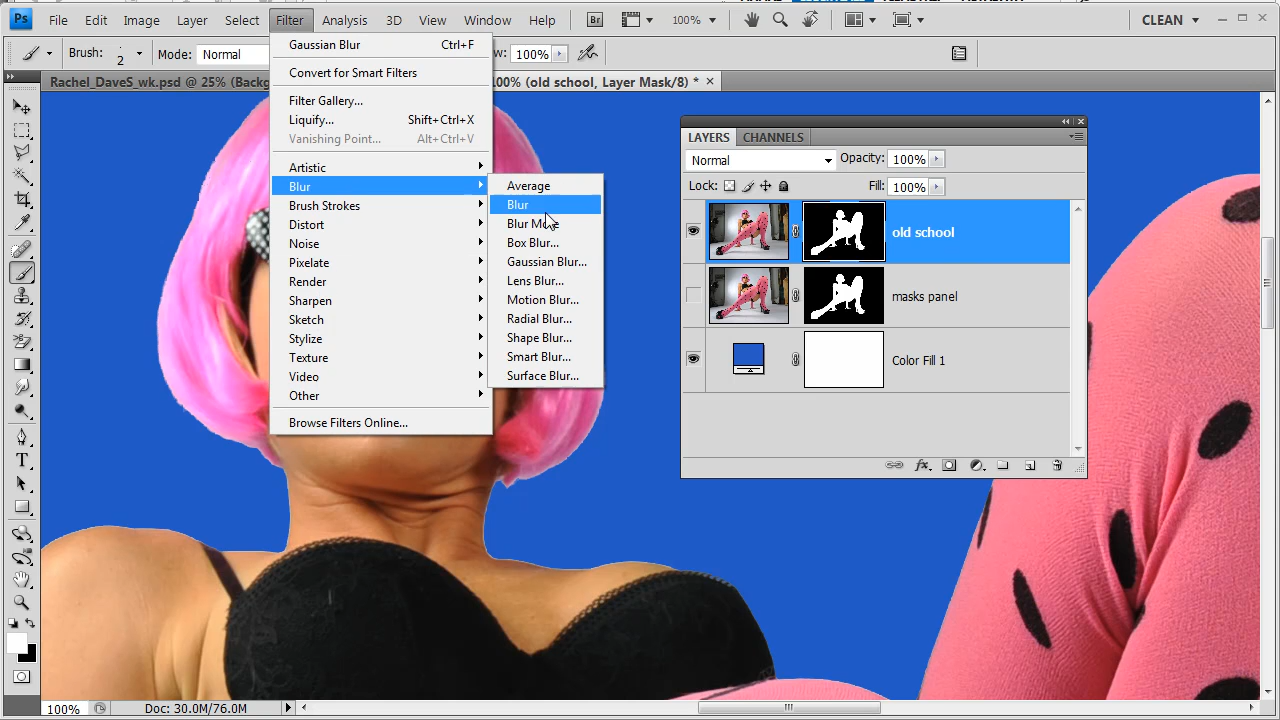 Ps File Edit Image Layer Select Filter Analysis 3D View Window Help Br 100% CLEAN
Brush: 2 Mode: Normal w: 100%
Rachel_DaveS_wk.psd @ 25% (Backg 100% (old school, Layer Mask/8) *
Gaussian Blur Ctrl+F
Convert for Smart Filters
Filter Gallery...
Liquify... Shift+Ctrl+X
Vanishing Point... Alt+Ctrl+V
Artistic
Blur
Brush Strokes
Distort
Noise
Pixelate
Render
Sharpen
Sketch
Stylize
Texture
Video
Other
Browse Filters Online...
Average
Blur
Blur More
Box Blur...
Gaussian Blur...
Lens Blur...
Motion Blur...
Radial Blur...
Shape Blur...
Smart Blur...
Surface Blur...
LAYERS CHANNELS
Normal Opacity: 100%
Lock: Fill: 100%
old school
masks panel
Color Fill 1
fx
T
100% Doc: 30.0M/76.0M